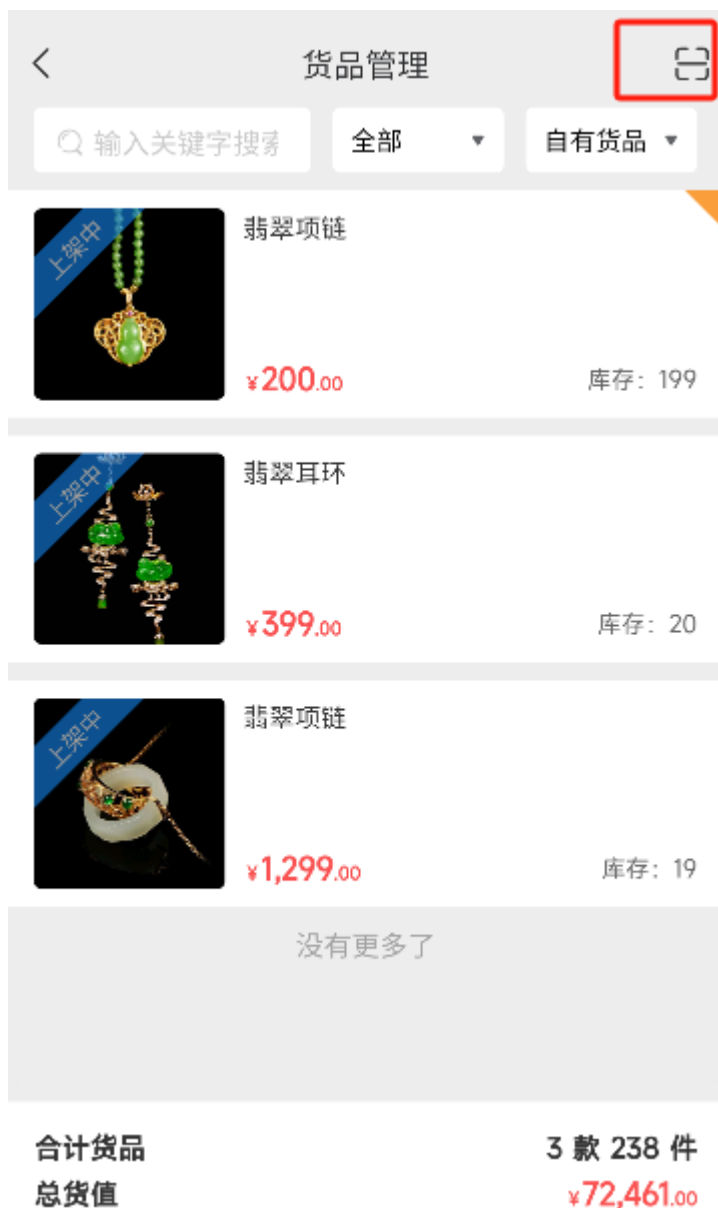 货品管理
输入关键字搜索 全部 自有货品
上架中
翡翠项链
¥200.00 库存：199
上架中
翡翠耳环
¥399.00 库存：20
上架中
翡翠项链
¥1,299.00 库存：19
没有更多了
合计货品 3 款 238 件
总货值 ¥72,461.00